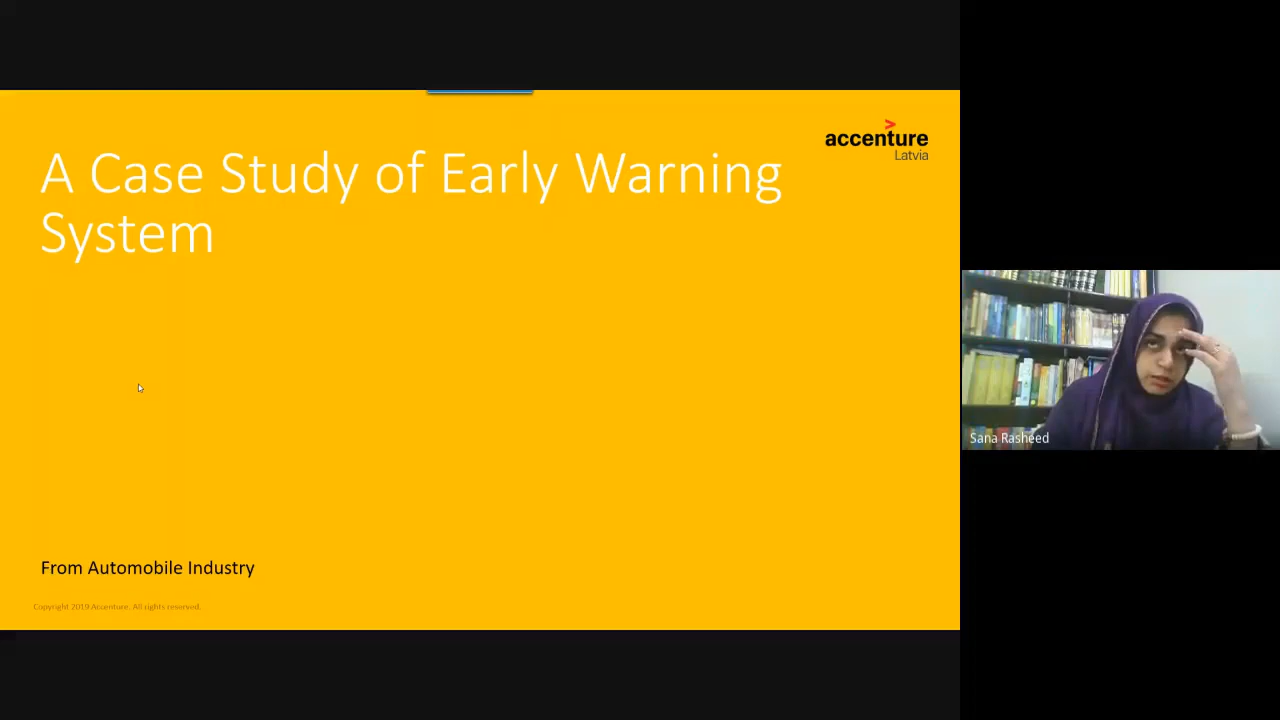 accenture
Latvia
A Case Study of Early Warning
System
Sana Rasheed
From Automobile Industry
Copyright 2019 Accenture. All rights reserved.